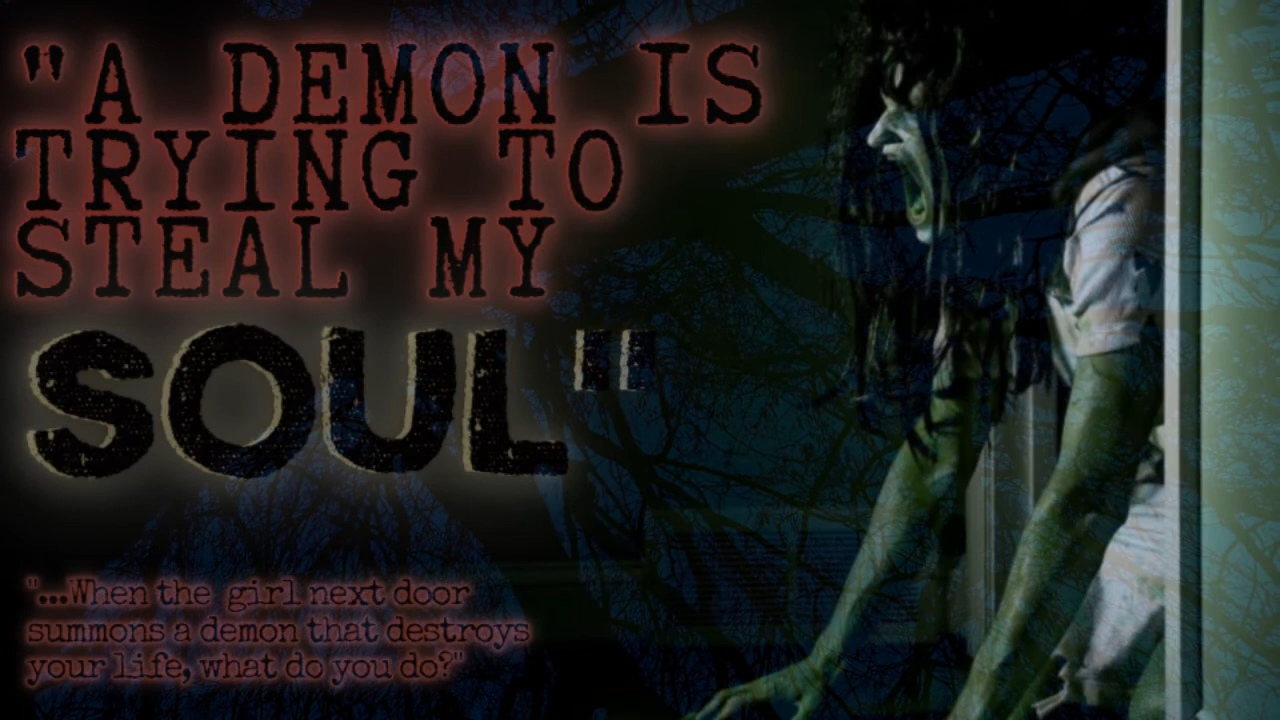 "A DEMON IS
TRYING TO
STEAL MY
SOUL"
"...When the girl next door
summons a demon that destroys
your life, what do you do?"